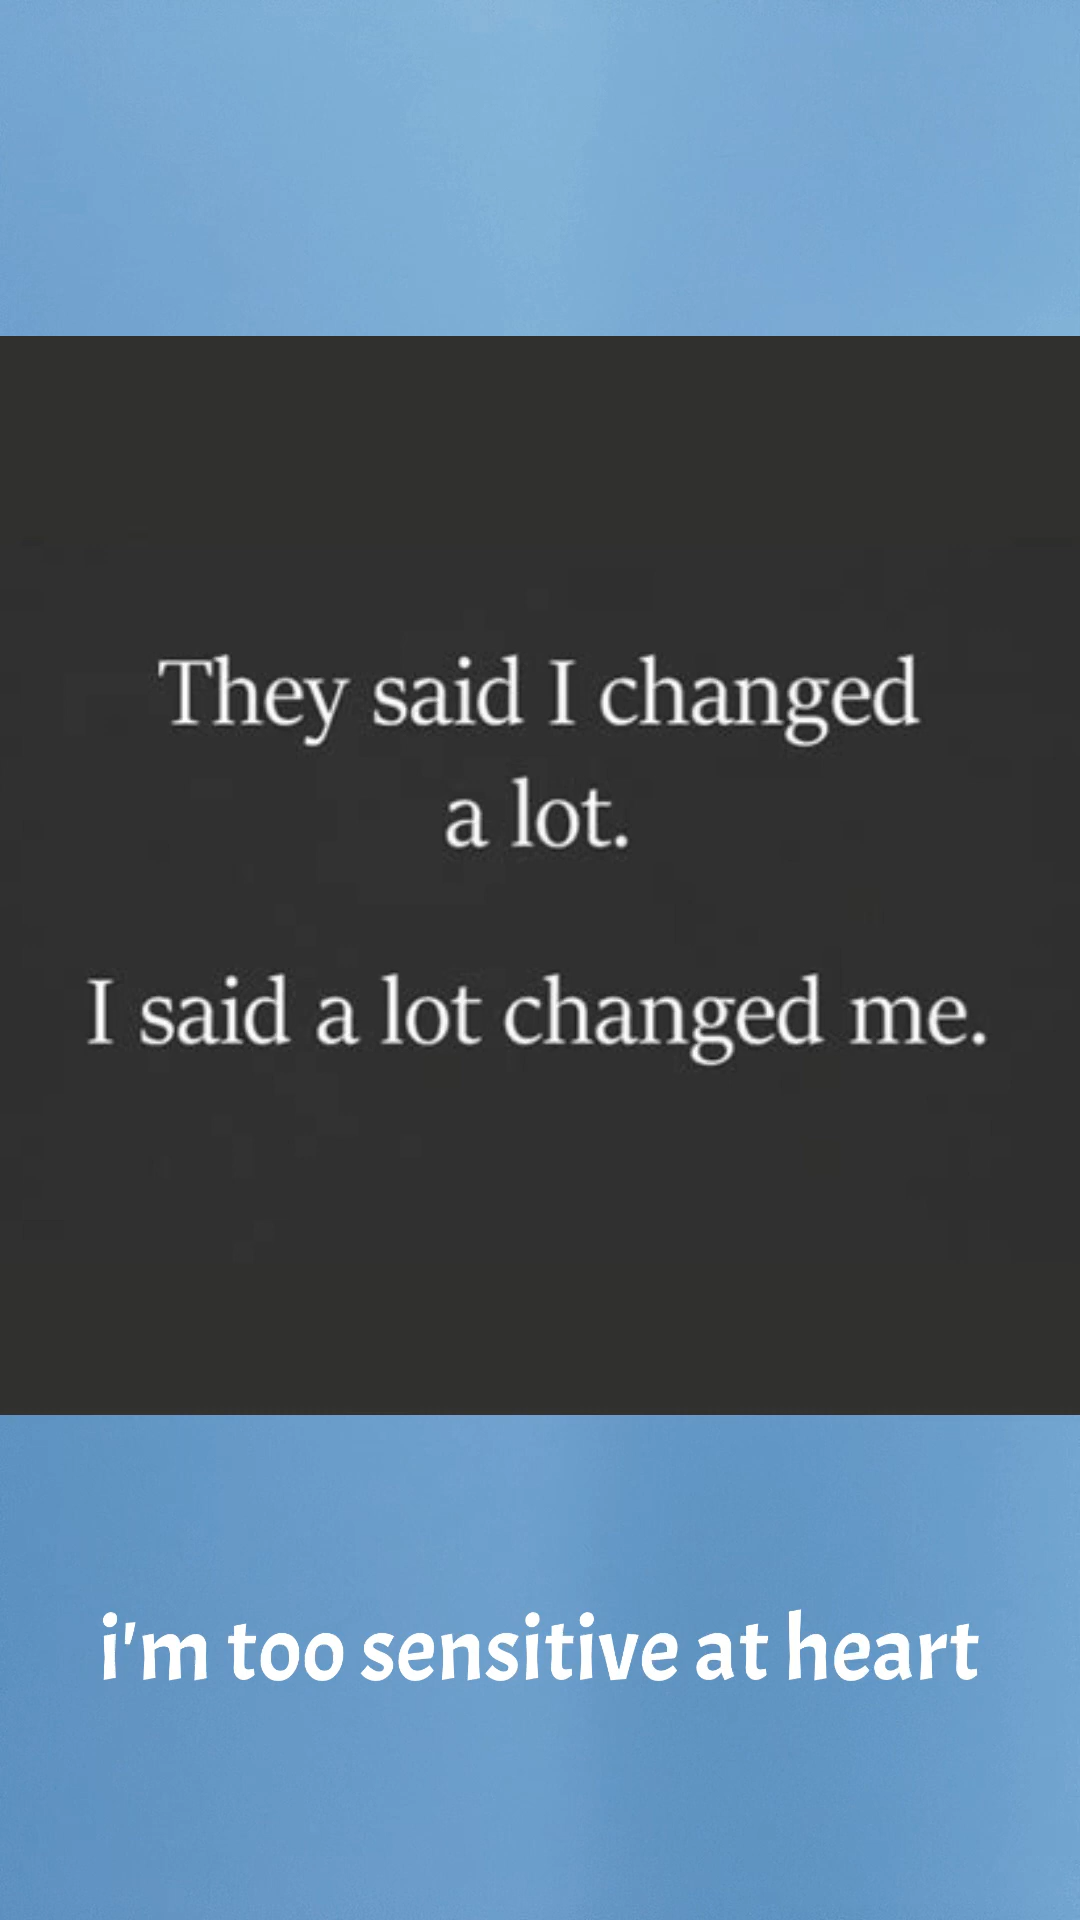 They said I changed
a lot.
I said a lot changed me.
i'm too sensitive at heart